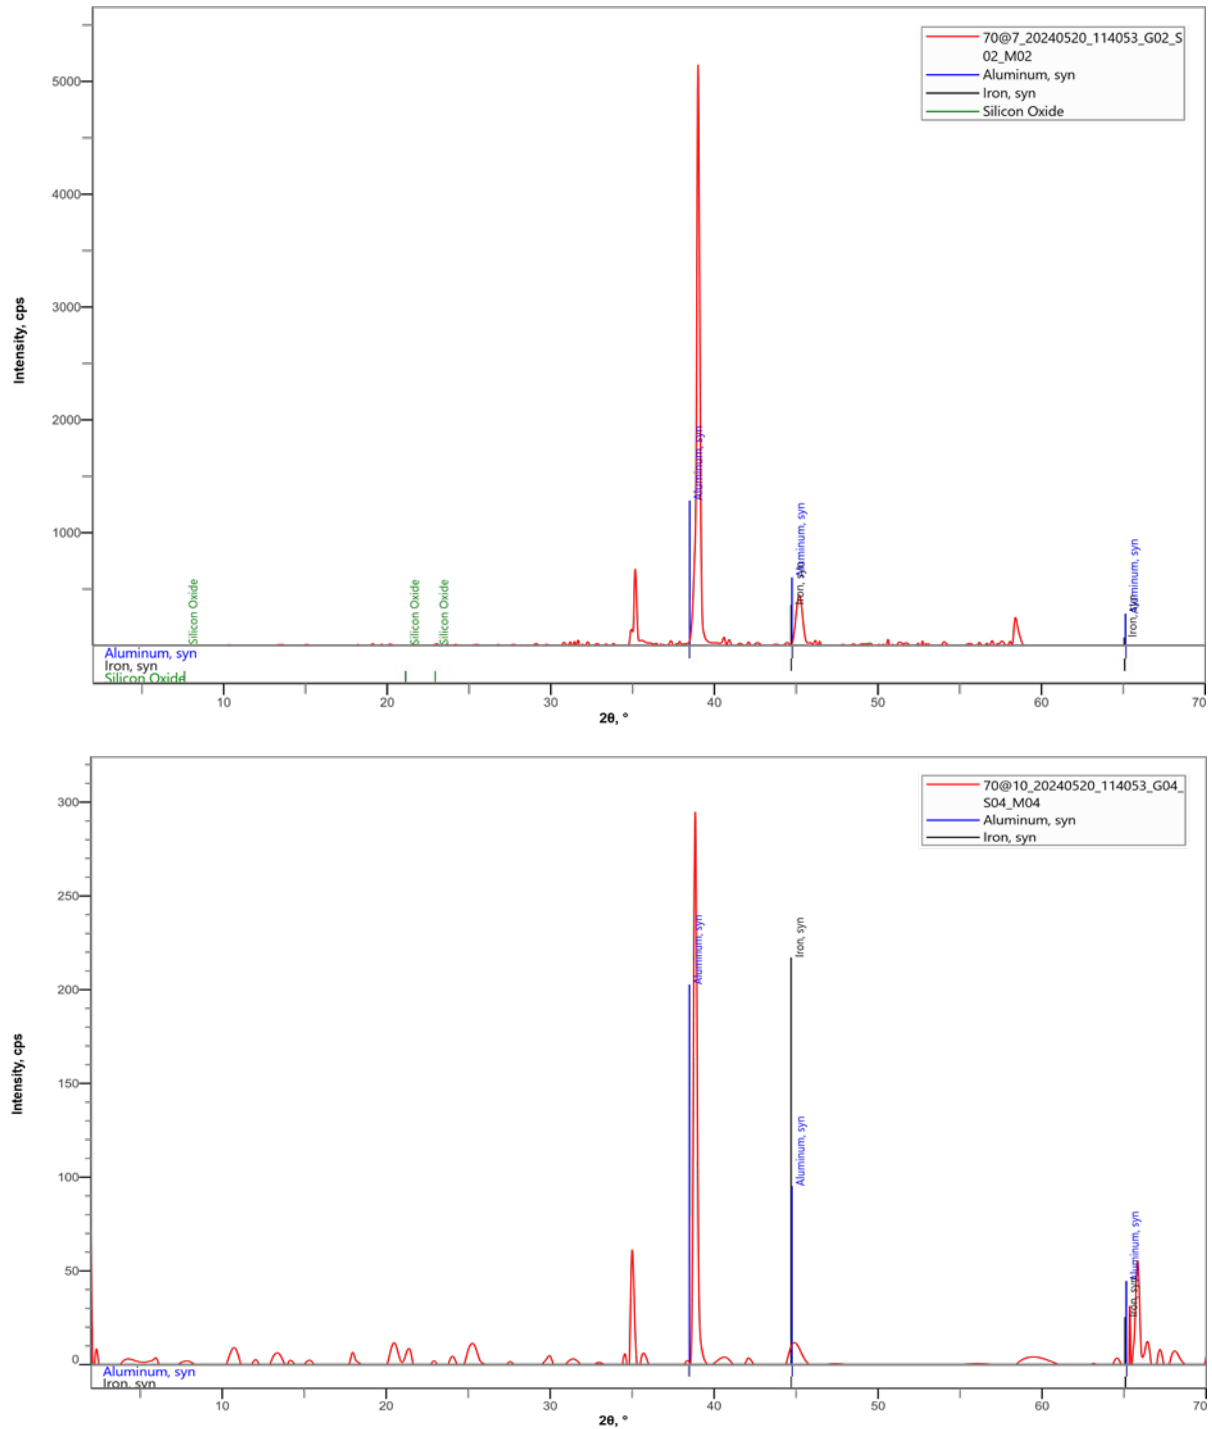 70@7_20240520_114053_G02_S
02_M02
Aluminum, syn
Iron, syn
Silicon Oxide
5000
4000
3000
2000
1000
Intensity, cps
Aluminum, syn
Aluminum, syn
Iron, syn
Aluminum, syn
Iron, syn
Silicon Oxide
Silicon Oxide
Silicon Oxide
Aluminum, syn
Iron, syn
Silicon Oxide
10
20
30
40
50
60
70
2θ, °
70@10_20240520_114053_G04_
S04_M04
Aluminum, syn
Iron, syn
300
250
200
150
100
50
0
Intensity, cps
Aluminum, syn
Iron, syn
Aluminum, syn
Aluminum, syn
Iron, syn
Aluminum, syn
Iron, syn
10
20
30
40
50
60
70
2θ, °